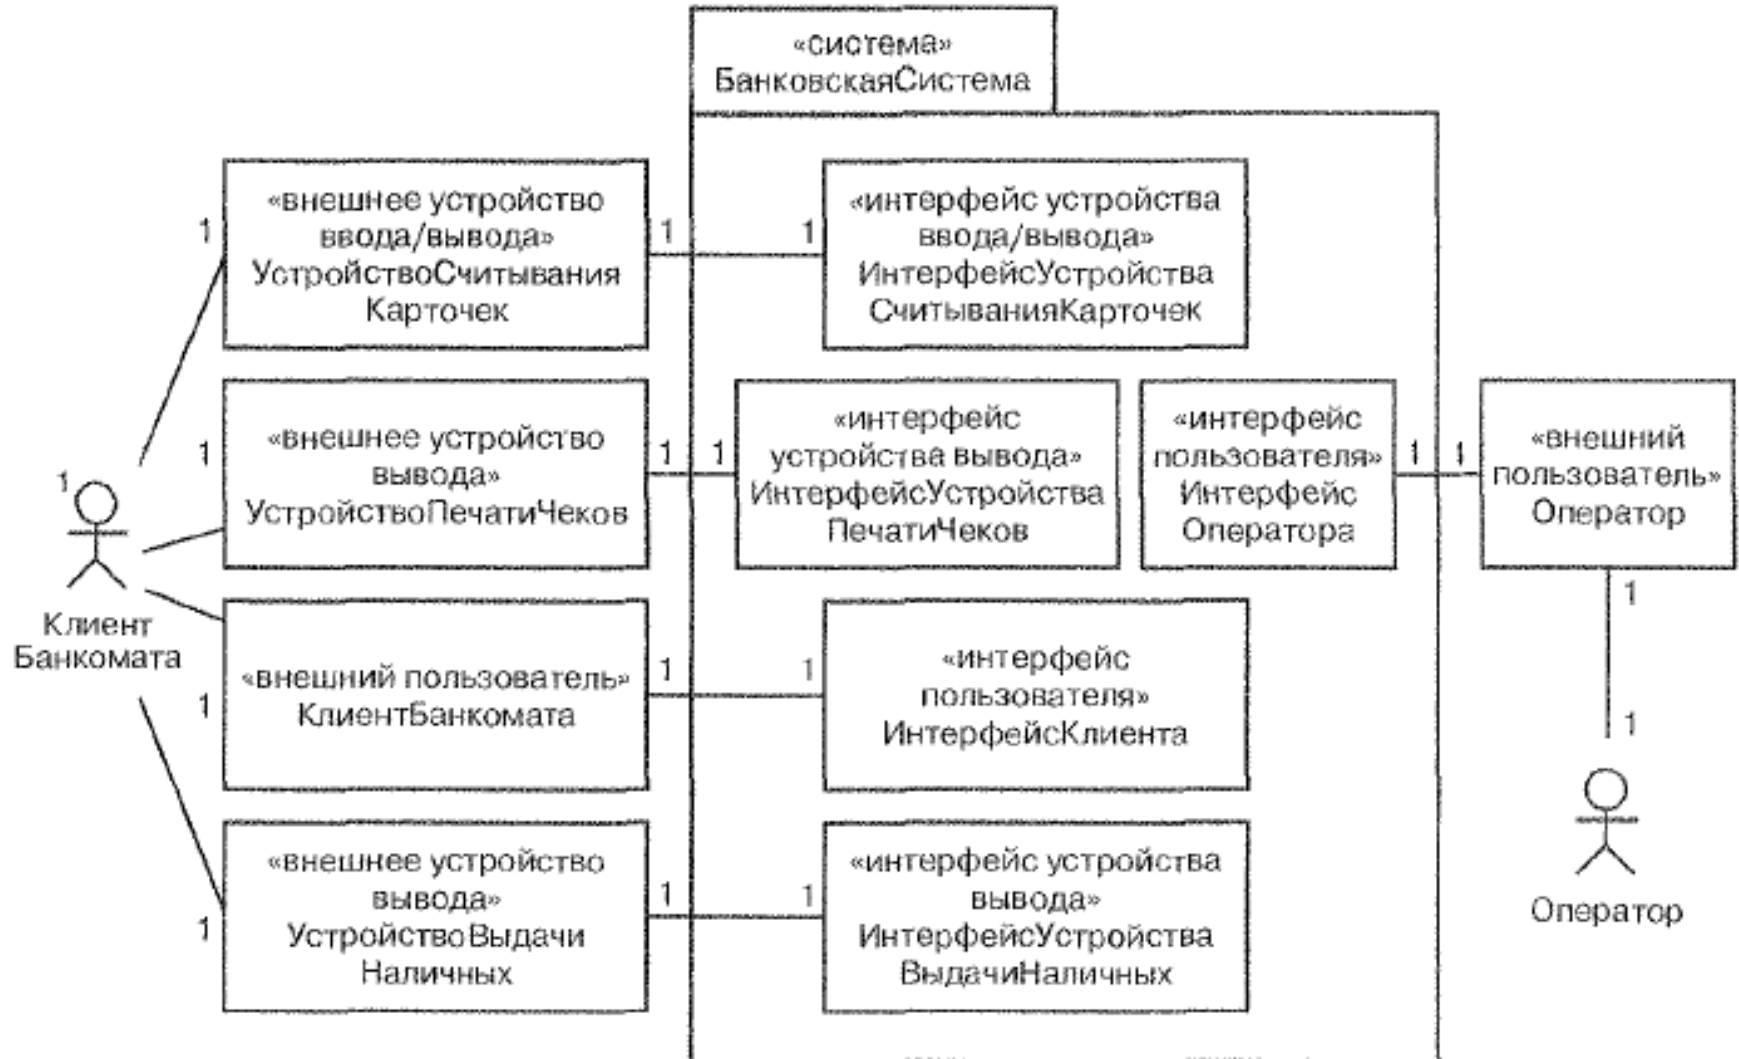 «система»
БанковскаяСистема
1
«внешнее устройство
ввода/вывода»
УстройствоСчитывания
Карточек
1
1
«интерфейс устройства
ввода/вывода»
ИнтерфейсУстройства
СчитыванияКарточек
1
«внешнее устройство
вывода»
УстройствоПечатиЧеков
1
1
«интерфейс
устройства вывода»
ИнтерфейсУстройства
ПечатиЧеков
«интерфейс
пользователя»
Интерфейс
Оператора
1
1
«внешний
пользователь»
Оператор
1
1
Оператор
1
Клиент
Банкомата
1
«внешний пользователь»
КлиентБанкомата
1
1
«интерфейс
пользователя»
ИнтерфейсКлиента
1
«внешнее устройство
вывода»
УстройствоВыдачи
Наличных
1
1
«интерфейс устройства
вывода»
ИнтерфейсУстройства
ВыдачиНаличных